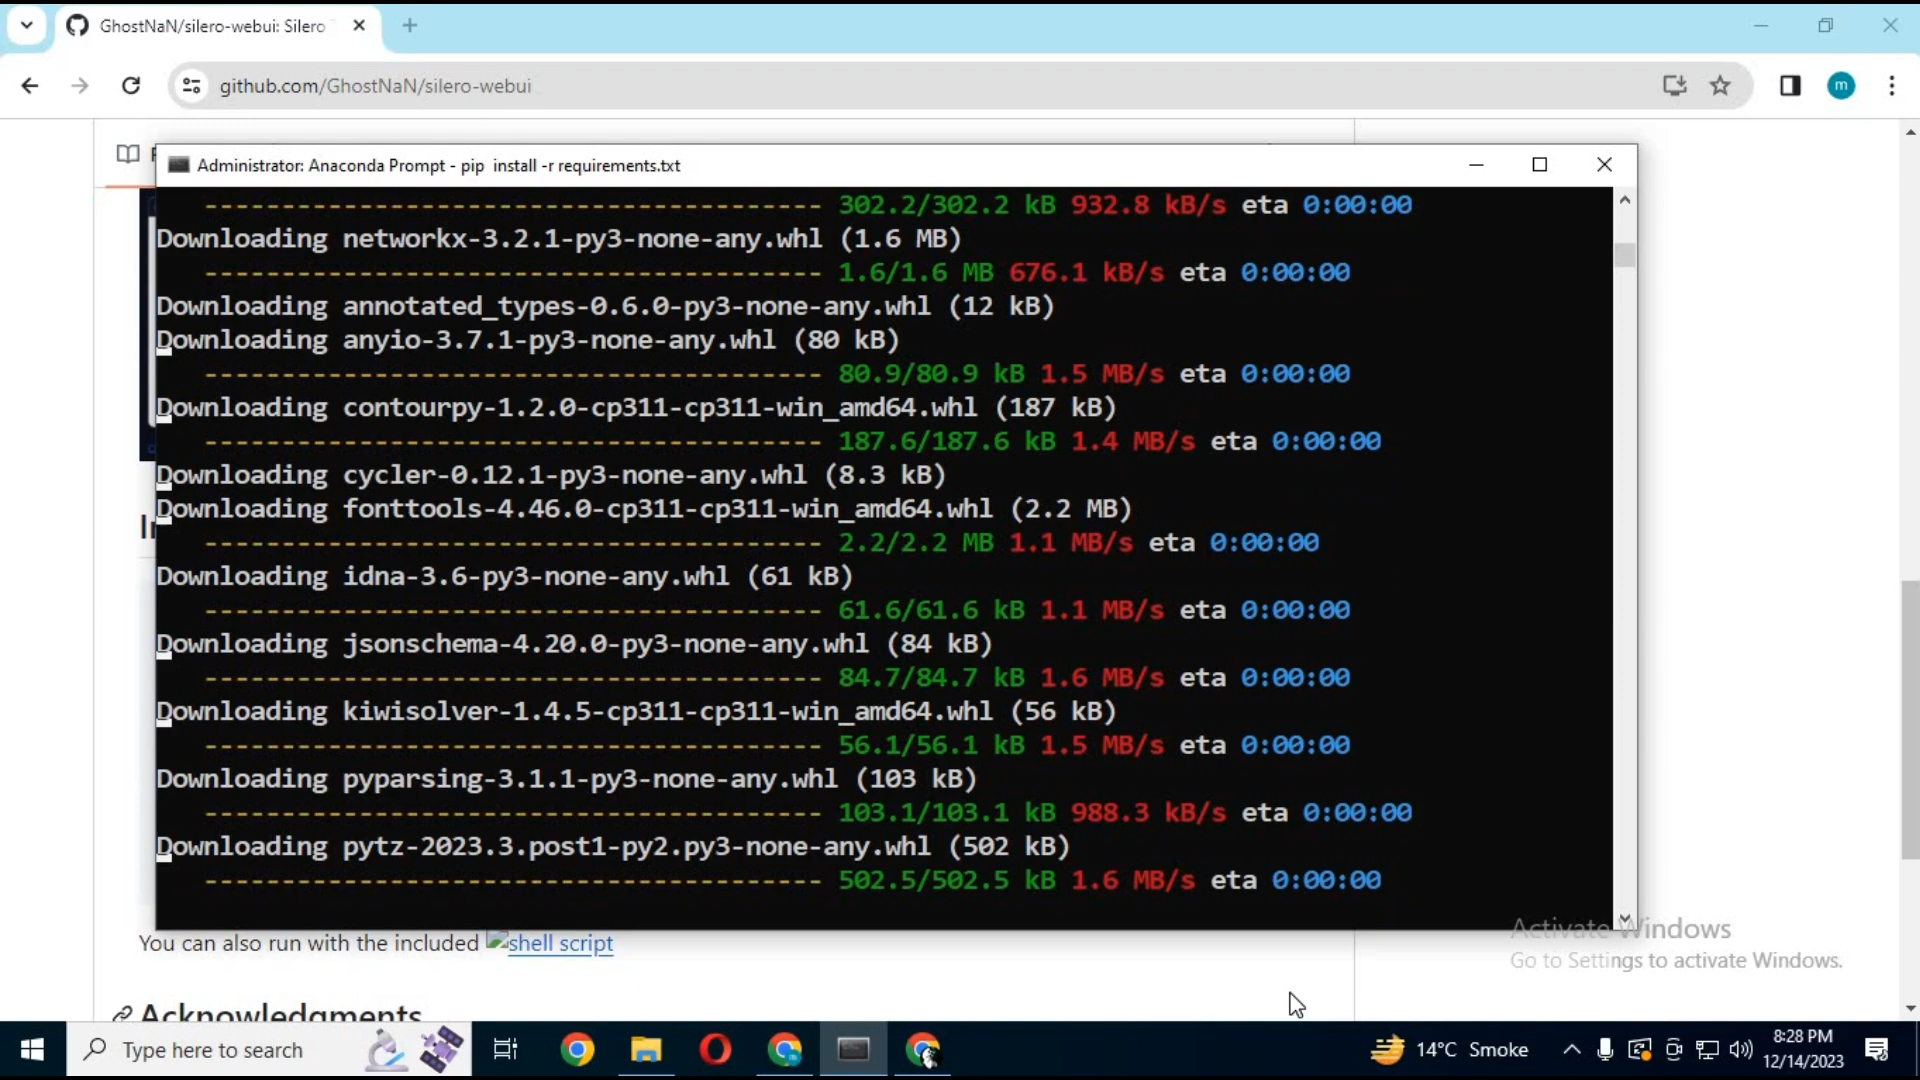 GhostNaN/silero-webui: Silero
github.com/GhostNaN/silero-webui
m
Administrator: Anaconda Prompt - pip  install -r requirements.txt
---------------------------------------- 302.2/302.2 kB 932.8 kB/s eta 0:00:00
Downloading networkx-3.2.1-py3-none-any.whl (1.6 MB)
---------------------------------------- 1.6/1.6 MB 676.1 kB/s eta 0:00:00
Downloading annotated_types-0.6.0-py3-none-any.whl (12 kB)
Downloading anyio-3.7.1-py3-none-any.whl (80 kB)
---------------------------------------- 80.9/80.9 kB 1.5 MB/s eta 0:00:00
Downloading contourpy-1.2.0-cp311-cp311-win_amd64.whl (187 kB)
---------------------------------------- 187.6/187.6 kB 1.4 MB/s eta 0:00:00
Downloading cycler-0.12.1-py3-none-any.whl (8.3 kB)
Downloading fonttools-4.46.0-cp311-cp311-win_amd64.whl (2.2 MB)
---------------------------------------- 2.2/2.2 MB 1.1 MB/s eta 0:00:00
Downloading idna-3.6-py3-none-any.whl (61 kB)
---------------------------------------- 61.6/61.6 kB 1.1 MB/s eta 0:00:00
Downloading jsonschema-4.20.0-py3-none-any.whl (84 kB)
---------------------------------------- 84.7/84.7 kB 1.6 MB/s eta 0:00:00
Downloading kiwisolver-1.4.5-cp311-cp311-win_amd64.whl (56 kB)
---------------------------------------- 56.1/56.1 kB 1.5 MB/s eta 0:00:00
Downloading pyparsing-3.1.1-py3-none-any.whl (103 kB)
---------------------------------------- 103.1/103.1 kB 988.3 kB/s eta 0:00:00
Downloading pytz-2023.3.post1-py2.py3-none-any.whl (502 kB)
---------------------------------------- 502.5/502.5 kB 1.6 MB/s eta 0:00:00
Activate Windows
Go to Settings to activate Windows.
You can also run with the included shell script
Acknowledgments
Type here to search
14°C Smoke
8:28 PM
12/14/2023